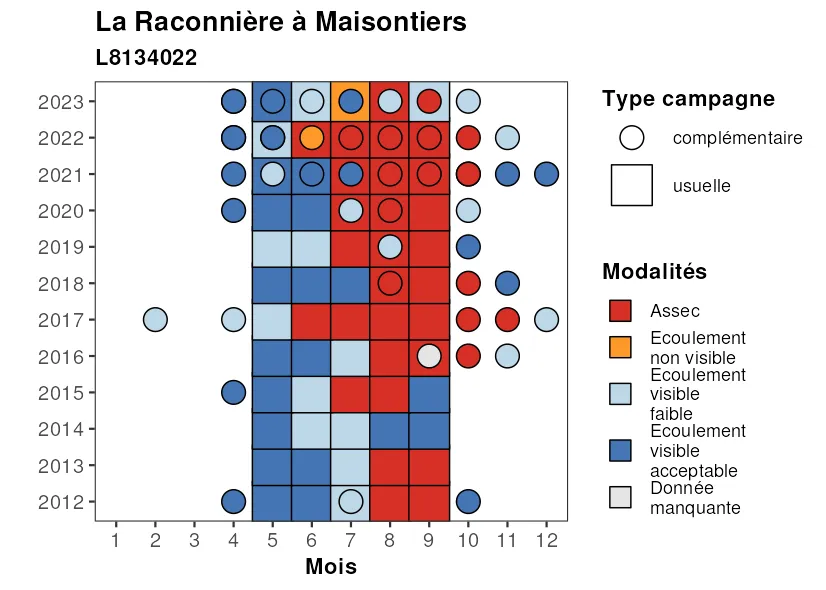 La Raconnière à Maisontiers
L8134022
2023
2022
2021
2020
2019
2018
2017
2016
2015
2014
2013
2012
1 2 3 4 5 6 7 8 9 10 11 12
Mois
Type campagne
complémentaire
usuelle
Modalités
Assec
Ecoulement
non visible
Ecoulement
visible
faible
Ecoulement
visible
acceptable
Donnée
manquante